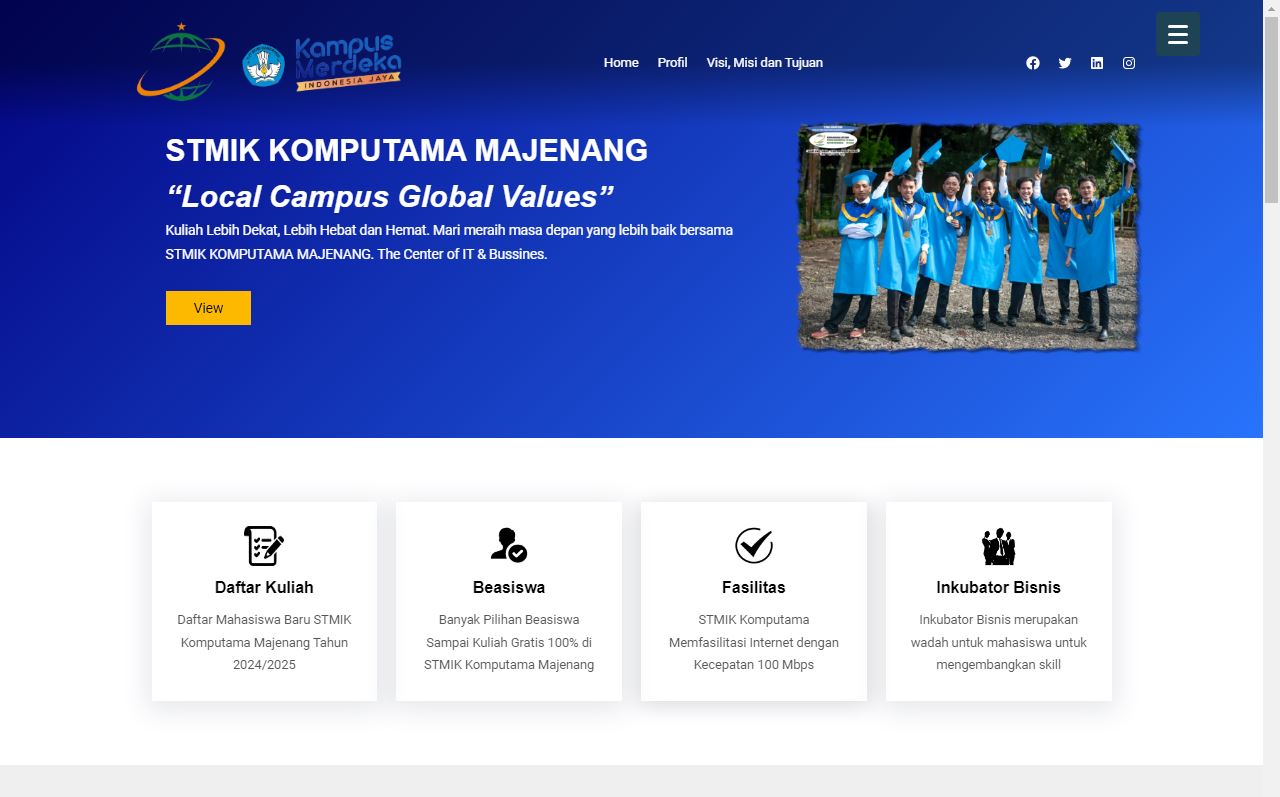 Kampus
Merdeka
INDONESIA JAYA
Home Profil Visi, Misi dan Tujuan
STMIK KOMPUTAMA MAJENANG
“Local Campus Global Values”
Kuliah Lebih Dekat, Lebih Hebat dan Hemat. Mari meraih masa depan yang lebih baik bersama
STMIK KOMPUTAMA MAJENANG. The Center of IT & Bussines.
View
Daftar Kuliah
Daftar Mahasiswa Baru STMIK
Komputama Majenang Tahun
2024/2025
Beasiswa
Banyak Pilihan Beasiswa
Sampai Kuliah Gratis 100% di
STMIK Komputama Majenang
Fasilitas
STMIK Komputama
Memfasilitasi Internet dengan
Kecepatan 100 Mbps
Inkubator Bisnis
Inkubator Bisnis merupakan
wadah untuk mahasiswa untuk
mengembangkan skill